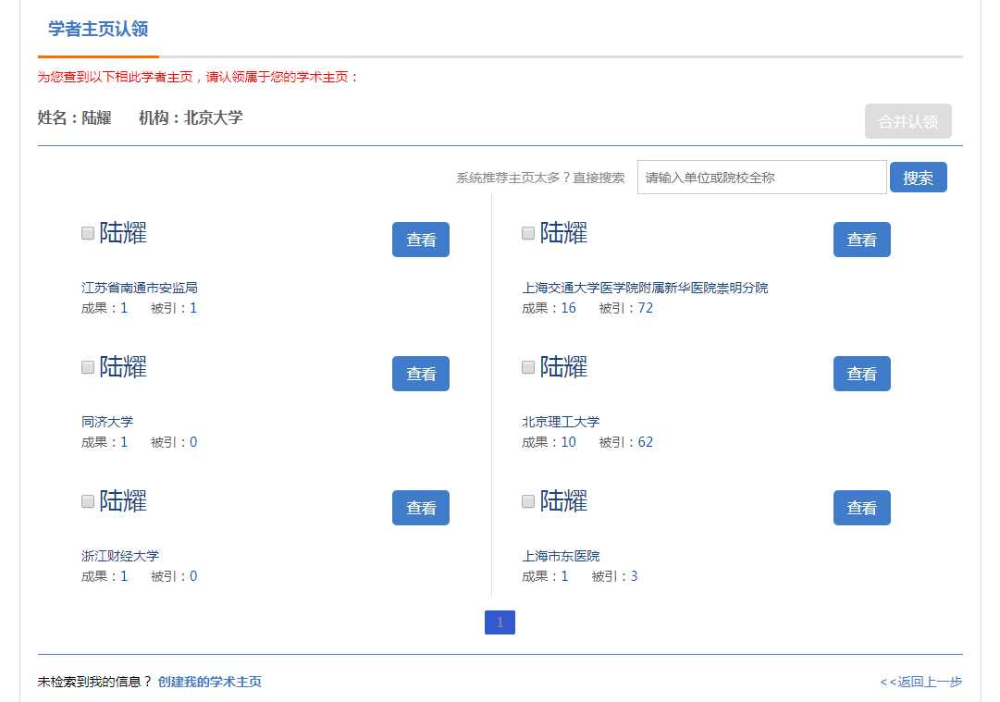 学者主页认领
为您查到以下相此学者主页，请认领属于您的学术主页：
姓名：陆耀 机构：北京大学
合并认领
系统推荐主页太多？直接搜索 请输入单位或院校全称 搜索
陆耀 查看
江苏省南通市安监局
成果：1 被引：1
陆耀 查看
上海交通大学医学院附属新华医院崇明分院
成果：16 被引：72
陆耀 查看
同济大学
成果：1 被引：0
陆耀 查看
北京理工大学
成果：10 被引：62
陆耀 查看
浙江财经大学
成果：1 被引：0
陆耀 查看
上海市东医院
成果：1 被引：3
1
未检索到我的信息？ 创建我的学术主页
<<返回上一步